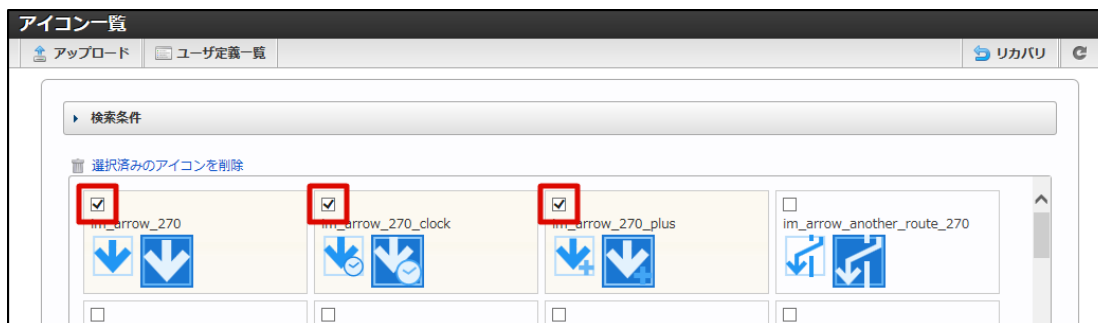 アイコン一覧
アップロード ユーザ定義一覧 リカバリ
検索条件
選択済みのアイコンを削除
im_arrow_270 im_arrow_270_clock im_arrow_270_plus im_arrow_another_route_270